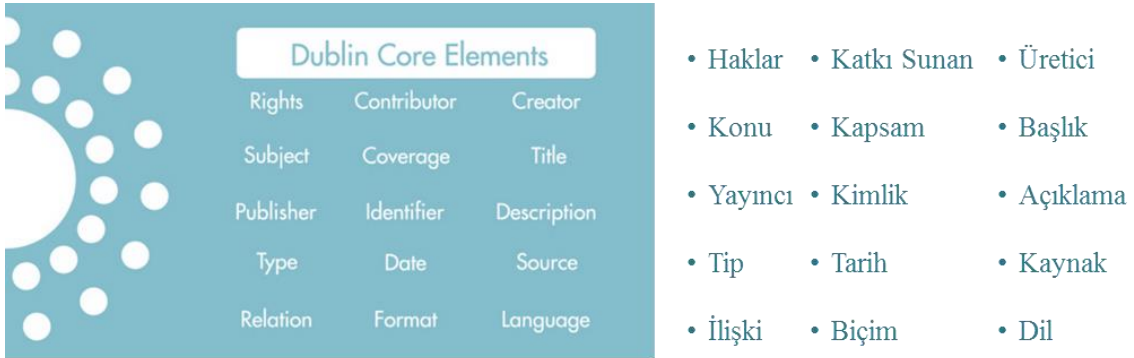 Dublin Core Elements
Rights Contributor Creator
Subject Coverage Title
Publisher Identifier Description
Type Date Source
Relation Format Language
• Haklar • Katkı Sunan • Üretici
• Konu • Kapsam • Başlık
• Yayıncı • Kimlik • Açıklama
• Tip • Tarih • Kaynak
• İlişki • Biçim • Dil